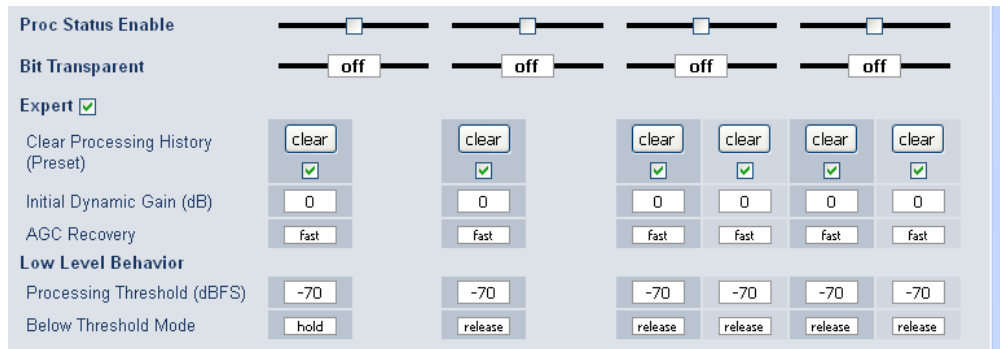 Proc Status Enable
Bit Transparent off off off off
Expert
Clear Processing History
(Preset)
clear clear clear clear clear clear
Initial Dynamic Gain (dB) 0 0 0 0 0 0
AGC Recovery fast fast fast fast fast fast
Low Level Behavior
Processing Threshold (dBFS) -70 -70 -70 -70 -70 -70
Below Threshold Mode hold release release release release release